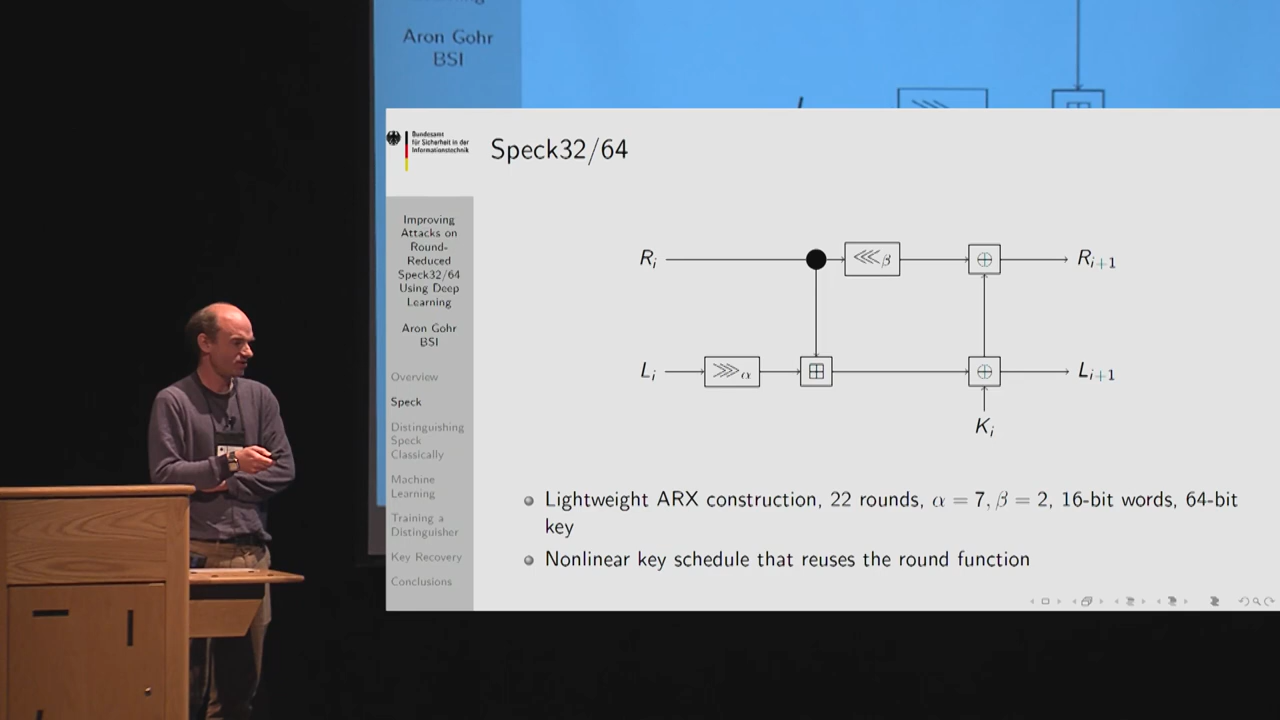 Aron Gohr
BSI
Bundesamt
für Sicherheit in der
Informationstechnik
Speck32/64
Improving
Attacks on
Round-
Reduced
Speck32/64
Using Deep
Learning
Aron Gohr
BSI
Overview
Speck
Distinguishing
Speck
Classically
Machine
Learning
Training a
Distinguisher
Key Recovery
Conclusions
R_i
⋘β
⊕
R_{i+1}
L_i
⋙α
⊞
⊕
L_{i+1}
K_i
Lightweight ARX construction, 22 rounds, α = 7, β = 2, 16-bit words, 64-bit
key
Nonlinear key schedule that reuses the round function